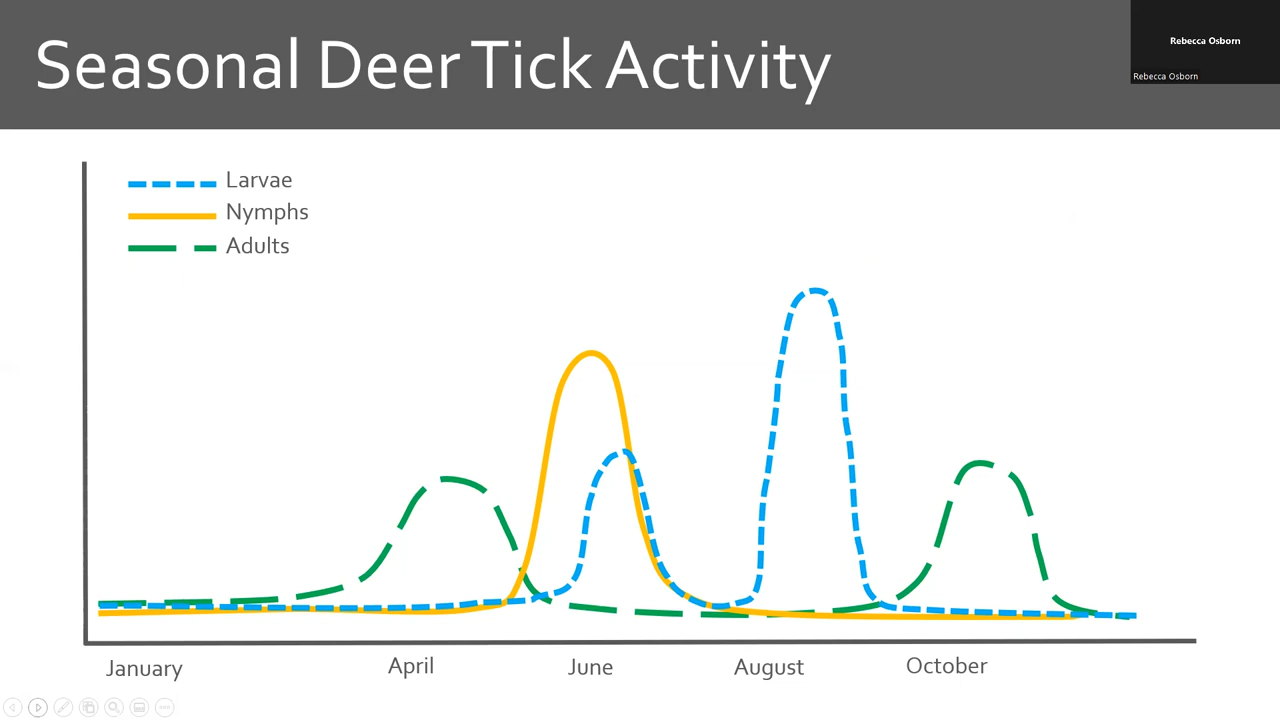 Seasonal Deer Tick Activity
Rebecca Osborn
Rebecca Osborn
Larvae
Nymphs
Adults
January April June August October